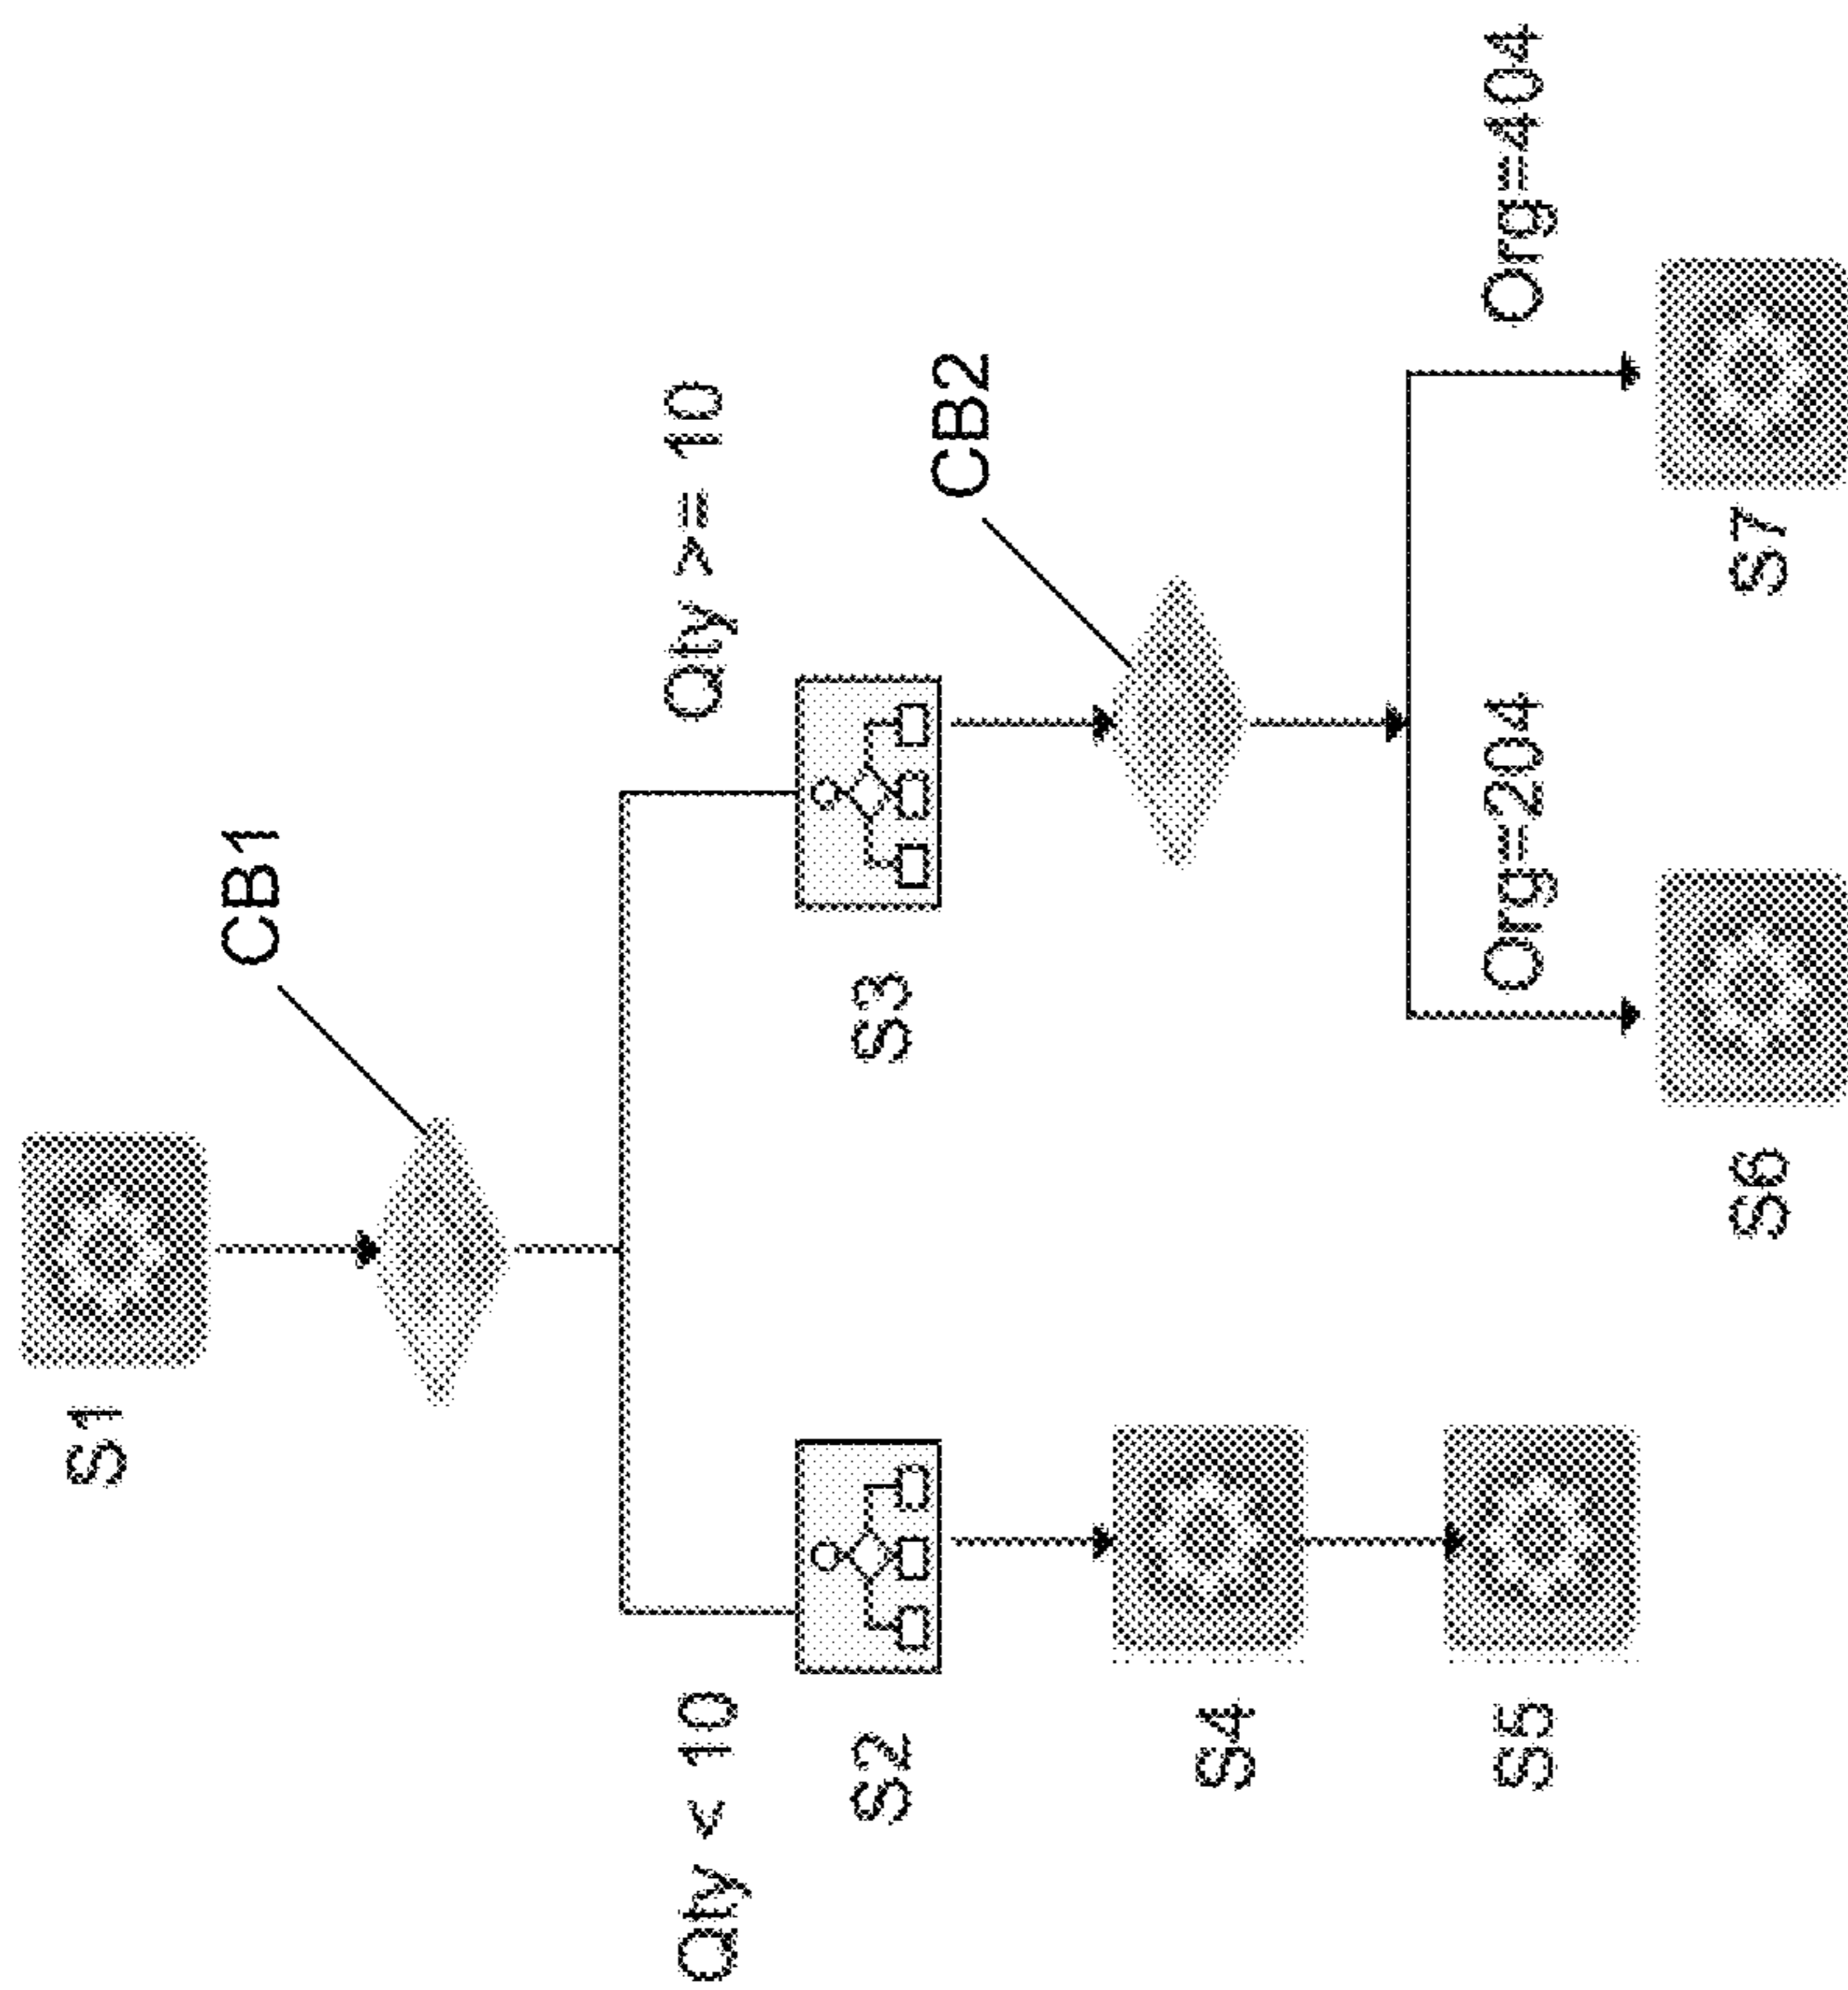 S1
CB1
Qty < 10
Qty >= 10
S2
S3
CB2
S4
S5
Org=204
Org=404
S6
S7